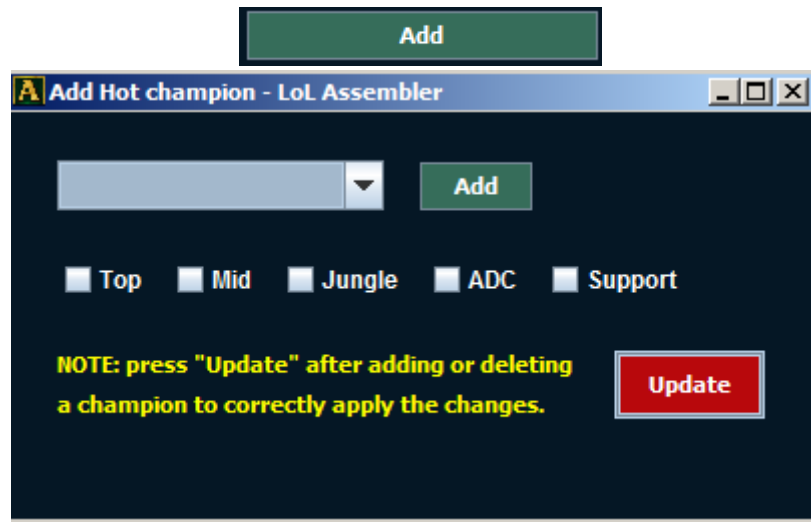 Add
A Add Hot champion - LoL Assembler
Add
Top Mid Jungle ADC Support
NOTE: press "Update" after adding or deleting
a champion to correctly apply the changes.
Update